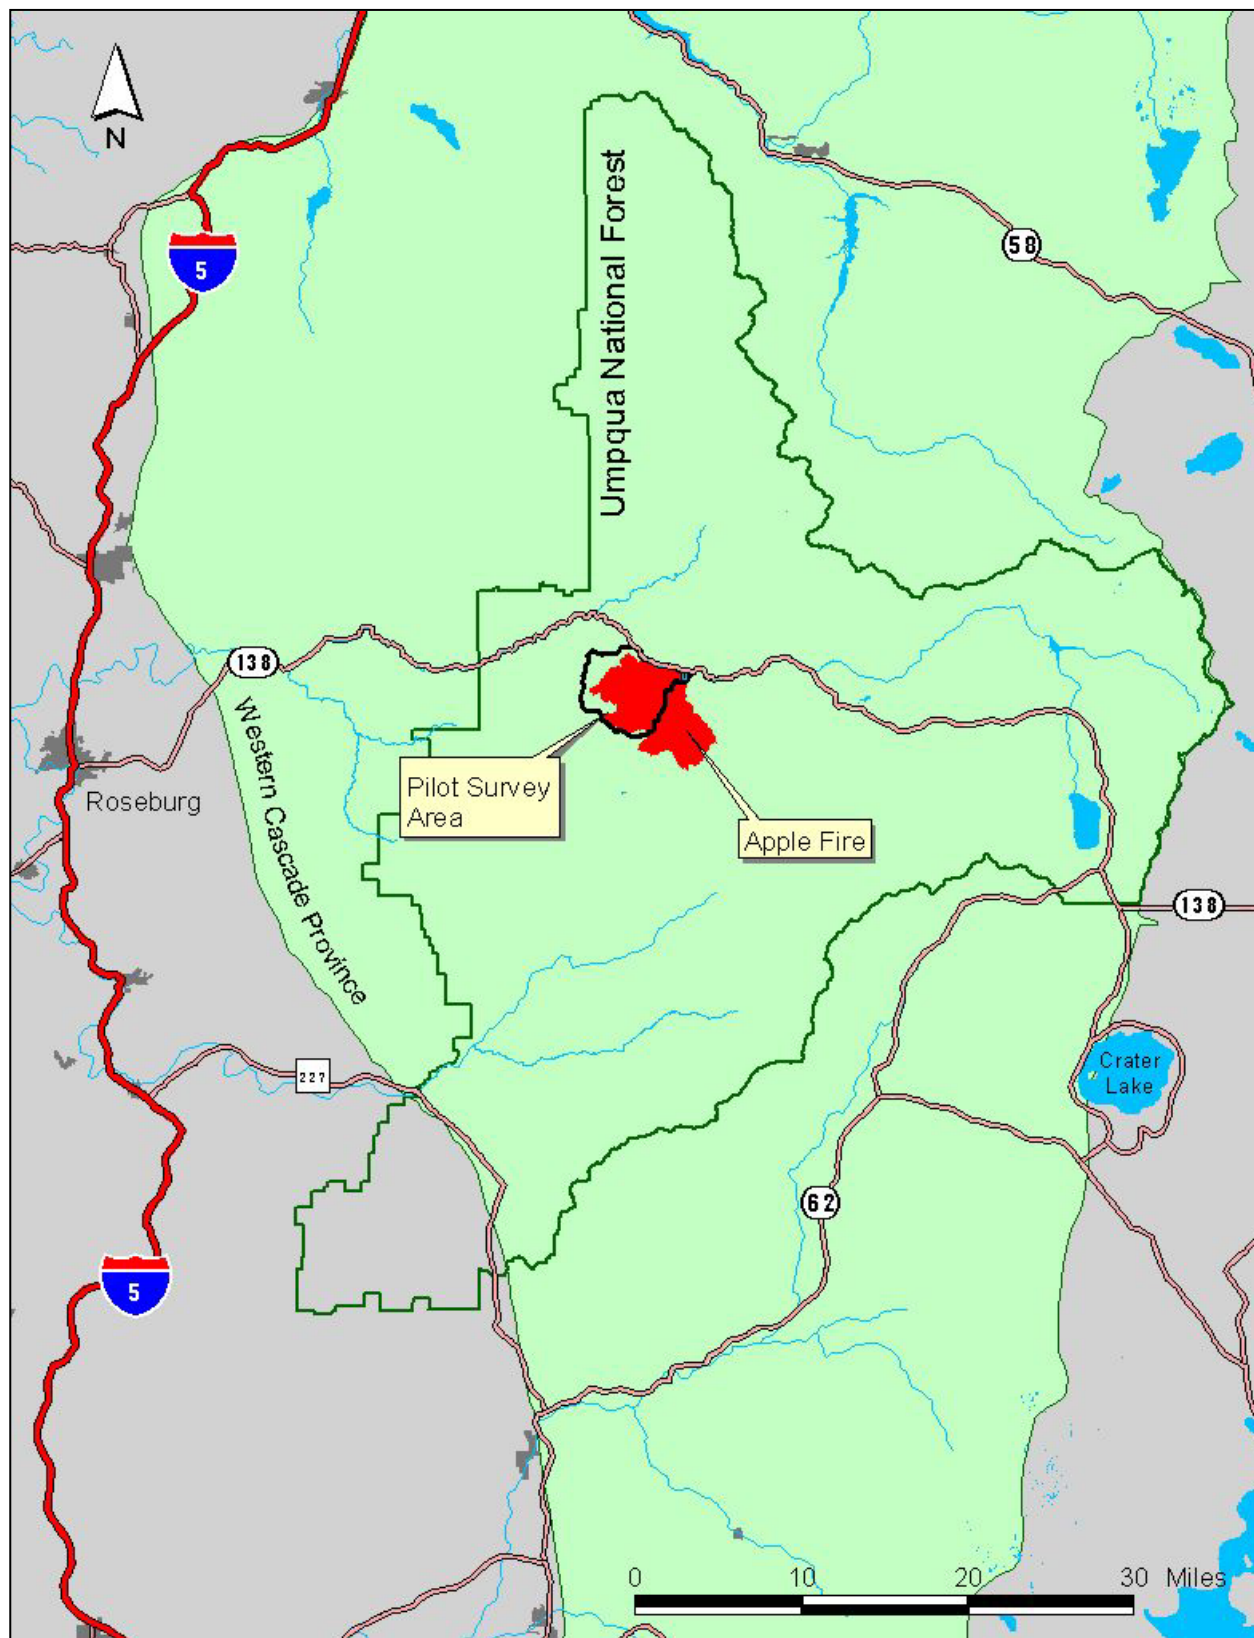 N
5
58
Umpqua National Forest
138
Western Cascade Province
Roseburg
Pilot Survey
Area
Apple Fire
138
227
Crater
Lake
62
5
0 10 20 30 Miles